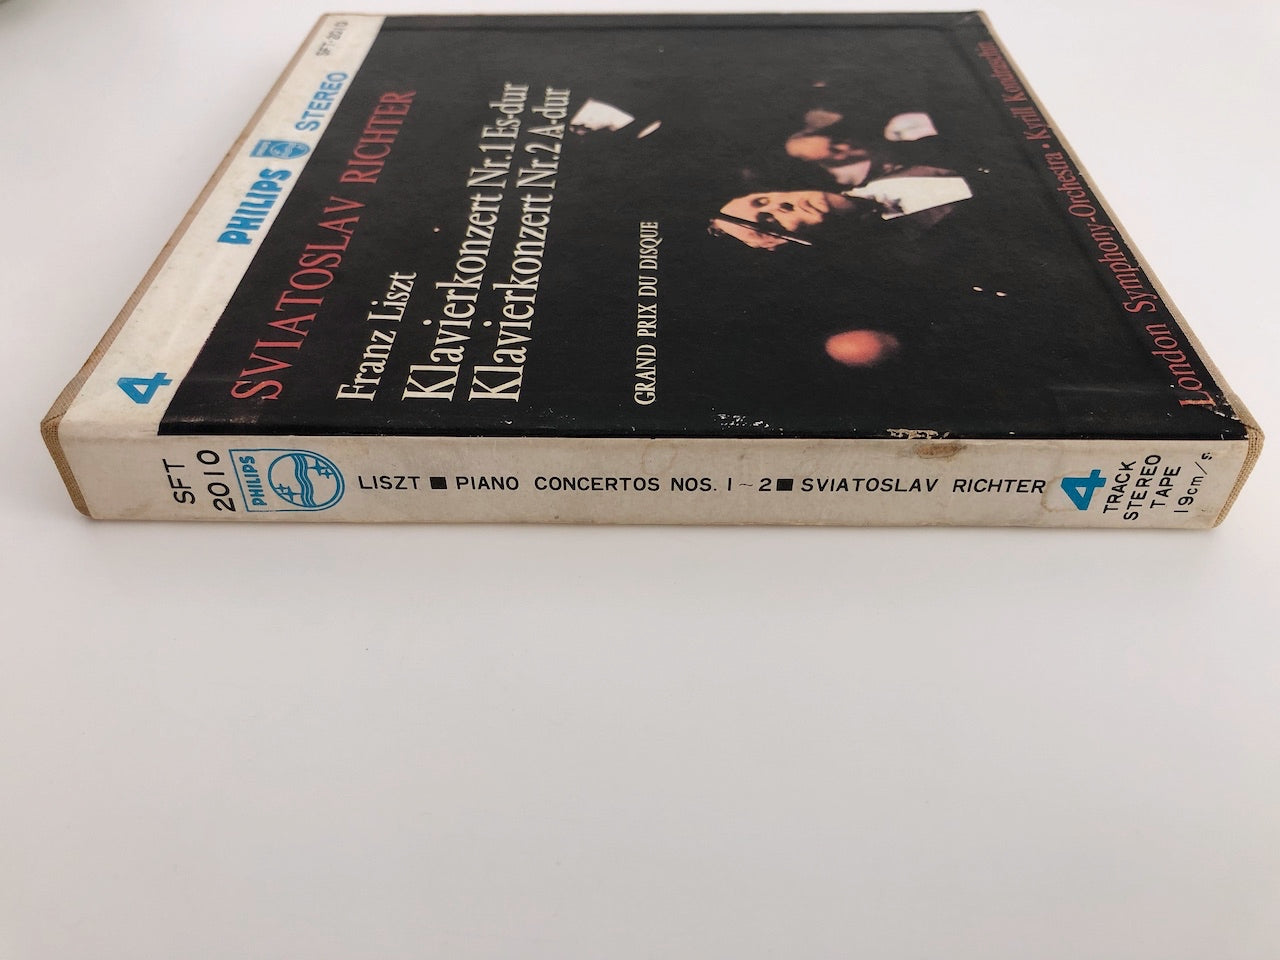 4 PHILIPS STEREO SFT-2010
SVIATOSLAV RICHTER
Franz Liszt
Klavierkonzert Nr.1 Es-dur
Klavierkonzert Nr.2 A-dur
GRAND PRIX DU DISQUE
London Symphony-Orchestra • Kyrill Kondraschin
SFT
2010
PHILIPS
LISZT ■ PIANO CONCERTOS NOS. 1~2 ■ SVIATOSLAV RICHTER
4
TRACK
STEREO
TAPE
19cm/s.